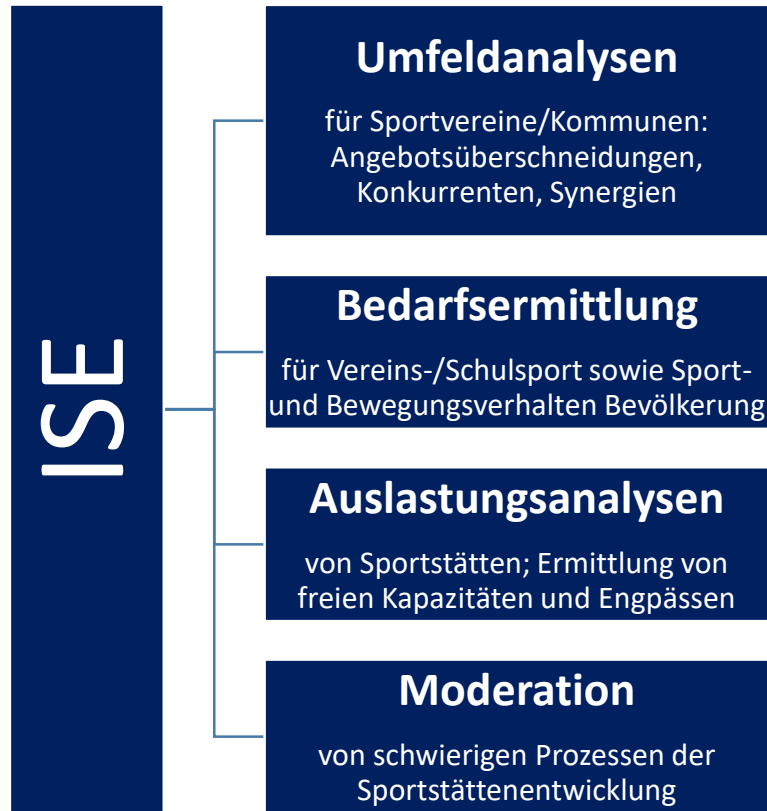 ISE
Umfeldanalysen
für Sportvereine/Kommunen:
Angebotsüberschneidungen,
Konkurrenten, Synergien
Bedarfsermittlung
für Vereins-/Schulsport sowie Sport-
und Bewegungsverhalten Bevölkerung
Auslastungsanalysen
von Sportstätten; Ermittlung von
freien Kapazitäten und Engpässen
Moderation
von schwierigen Prozessen der
Sportstättenentwicklung